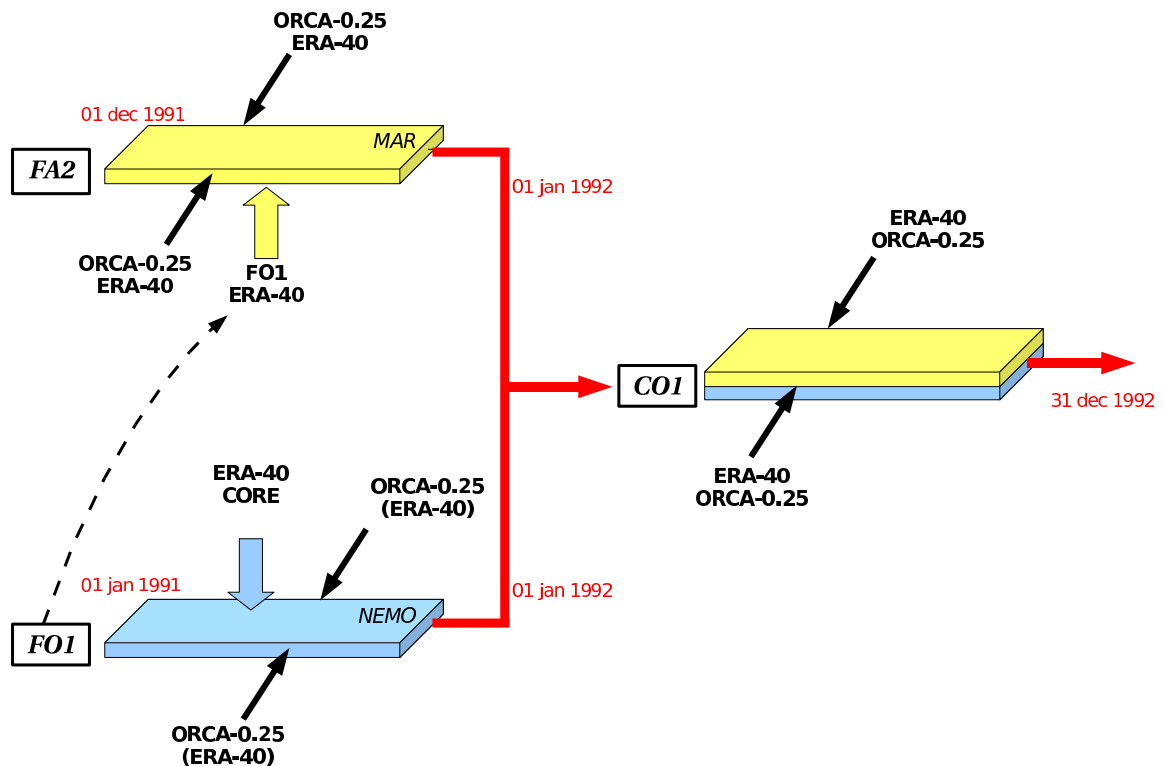 ORCA-0.25
ERA-40
01 dec 1991
MAR
FA2
01 jan 1992
ORCA-0.25
ERA-40
FO1
ERA-40
ERA-40
ORCA-0.25
CO1
31 dec 1992
ERA-40
ORCA-0.25
ERA-40
CORE
ORCA-0.25
(ERA-40)
01 jan 1991
01 jan 1992
NEMO
FO1
ORCA-0.25
(ERA-40)